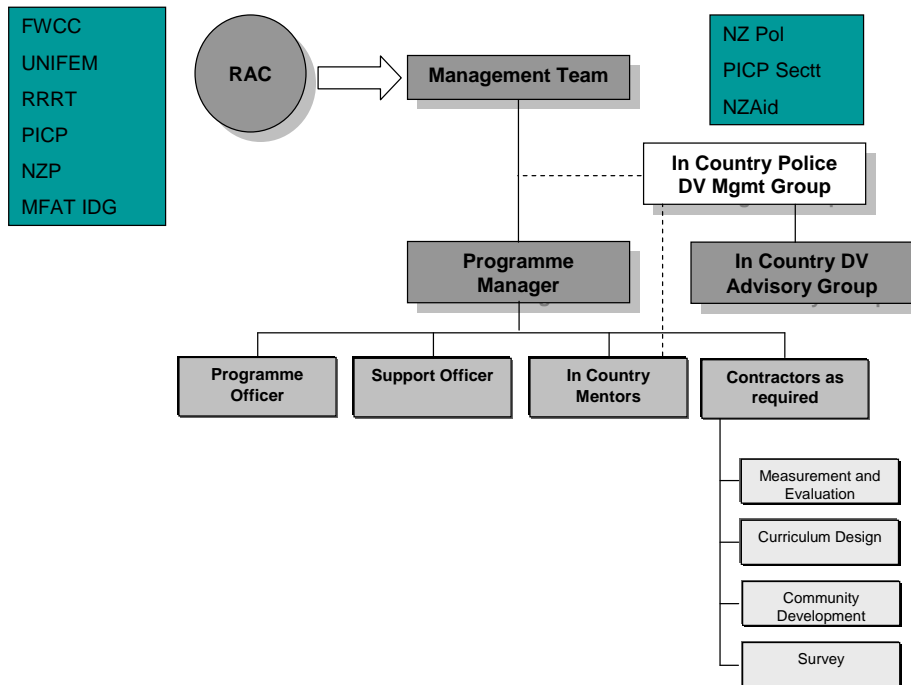 FWCC
UNIFEM
RRRT
PICP
NZP
MFAT IDG
RAC
Management Team
NZ Pol
PICP Sectt
NZAid
In Country Police
DV Mgmt Group
Programme
Manager
In Country DV
Advisory Group
Programme
Officer
Support Officer
In Country
Mentors
Contractors as
required
Measurement and
Evaluation
Curriculum Design
Community
Development
Survey